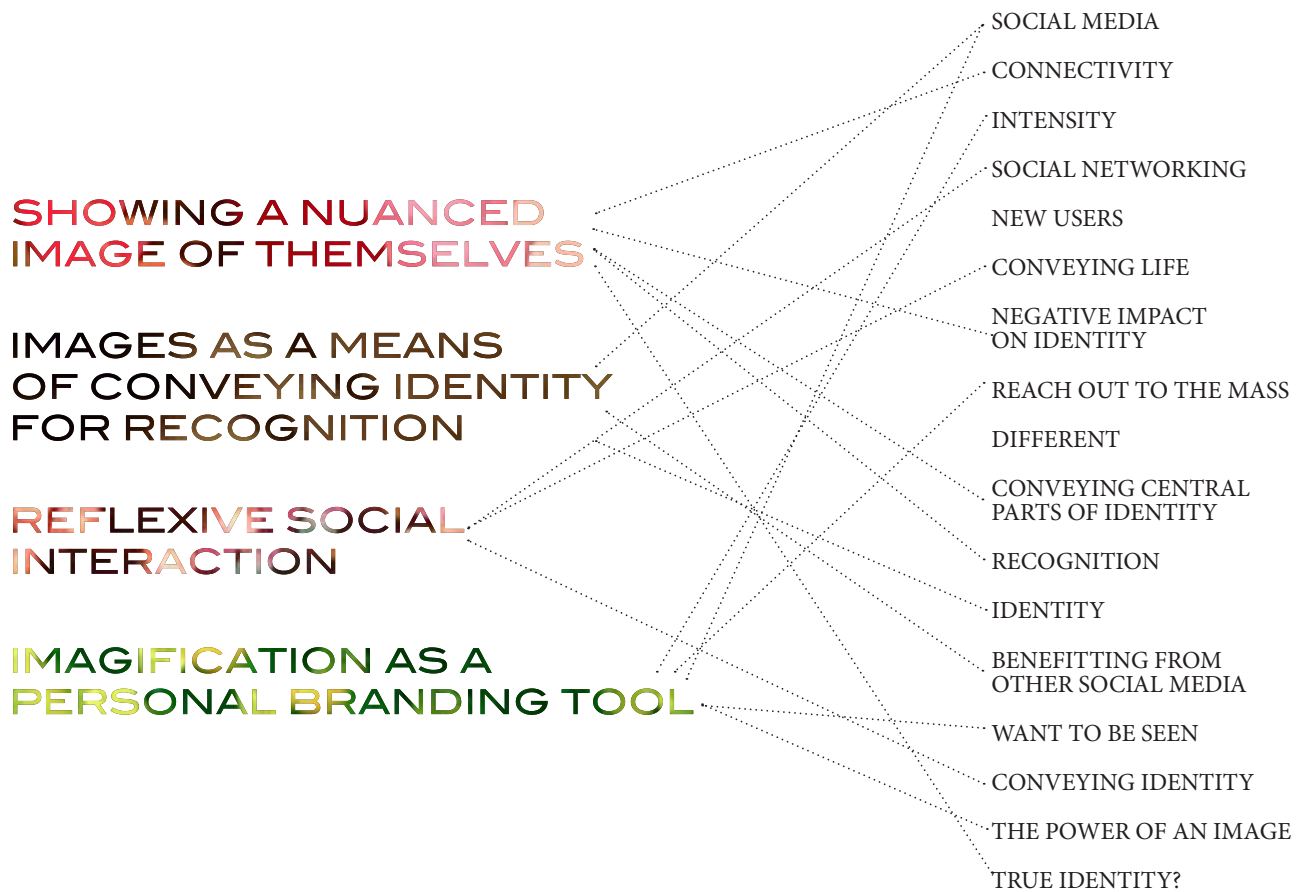 SHOWING A NUANCED
IMAGE OF THEMSELVES
IMAGES AS A MEANS
OF CONVEYING IDENTITY
FOR RECOGNITION
REFLEXIVE SOCIAL
INTERACTION
IMAGIFICATION AS A
PERSONAL BRANDING TOOL
SOCIAL MEDIA
CONNECTIVITY
INTENSITY
SOCIAL NETWORKING
NEW USERS
CONVEYING LIFE
NEGATIVE IMPACT
ON IDENTITY
REACH OUT TO THE MASS
DIFFERENT
CONVEYING CENTRAL
PARTS OF IDENTITY
RECOGNITION
IDENTITY
BENEFITTING FROM
OTHER SOCIAL MEDIA
WANT TO BE SEEN
CONVEYING IDENTITY
THE POWER OF AN IMAGE
TRUE IDENTITY?